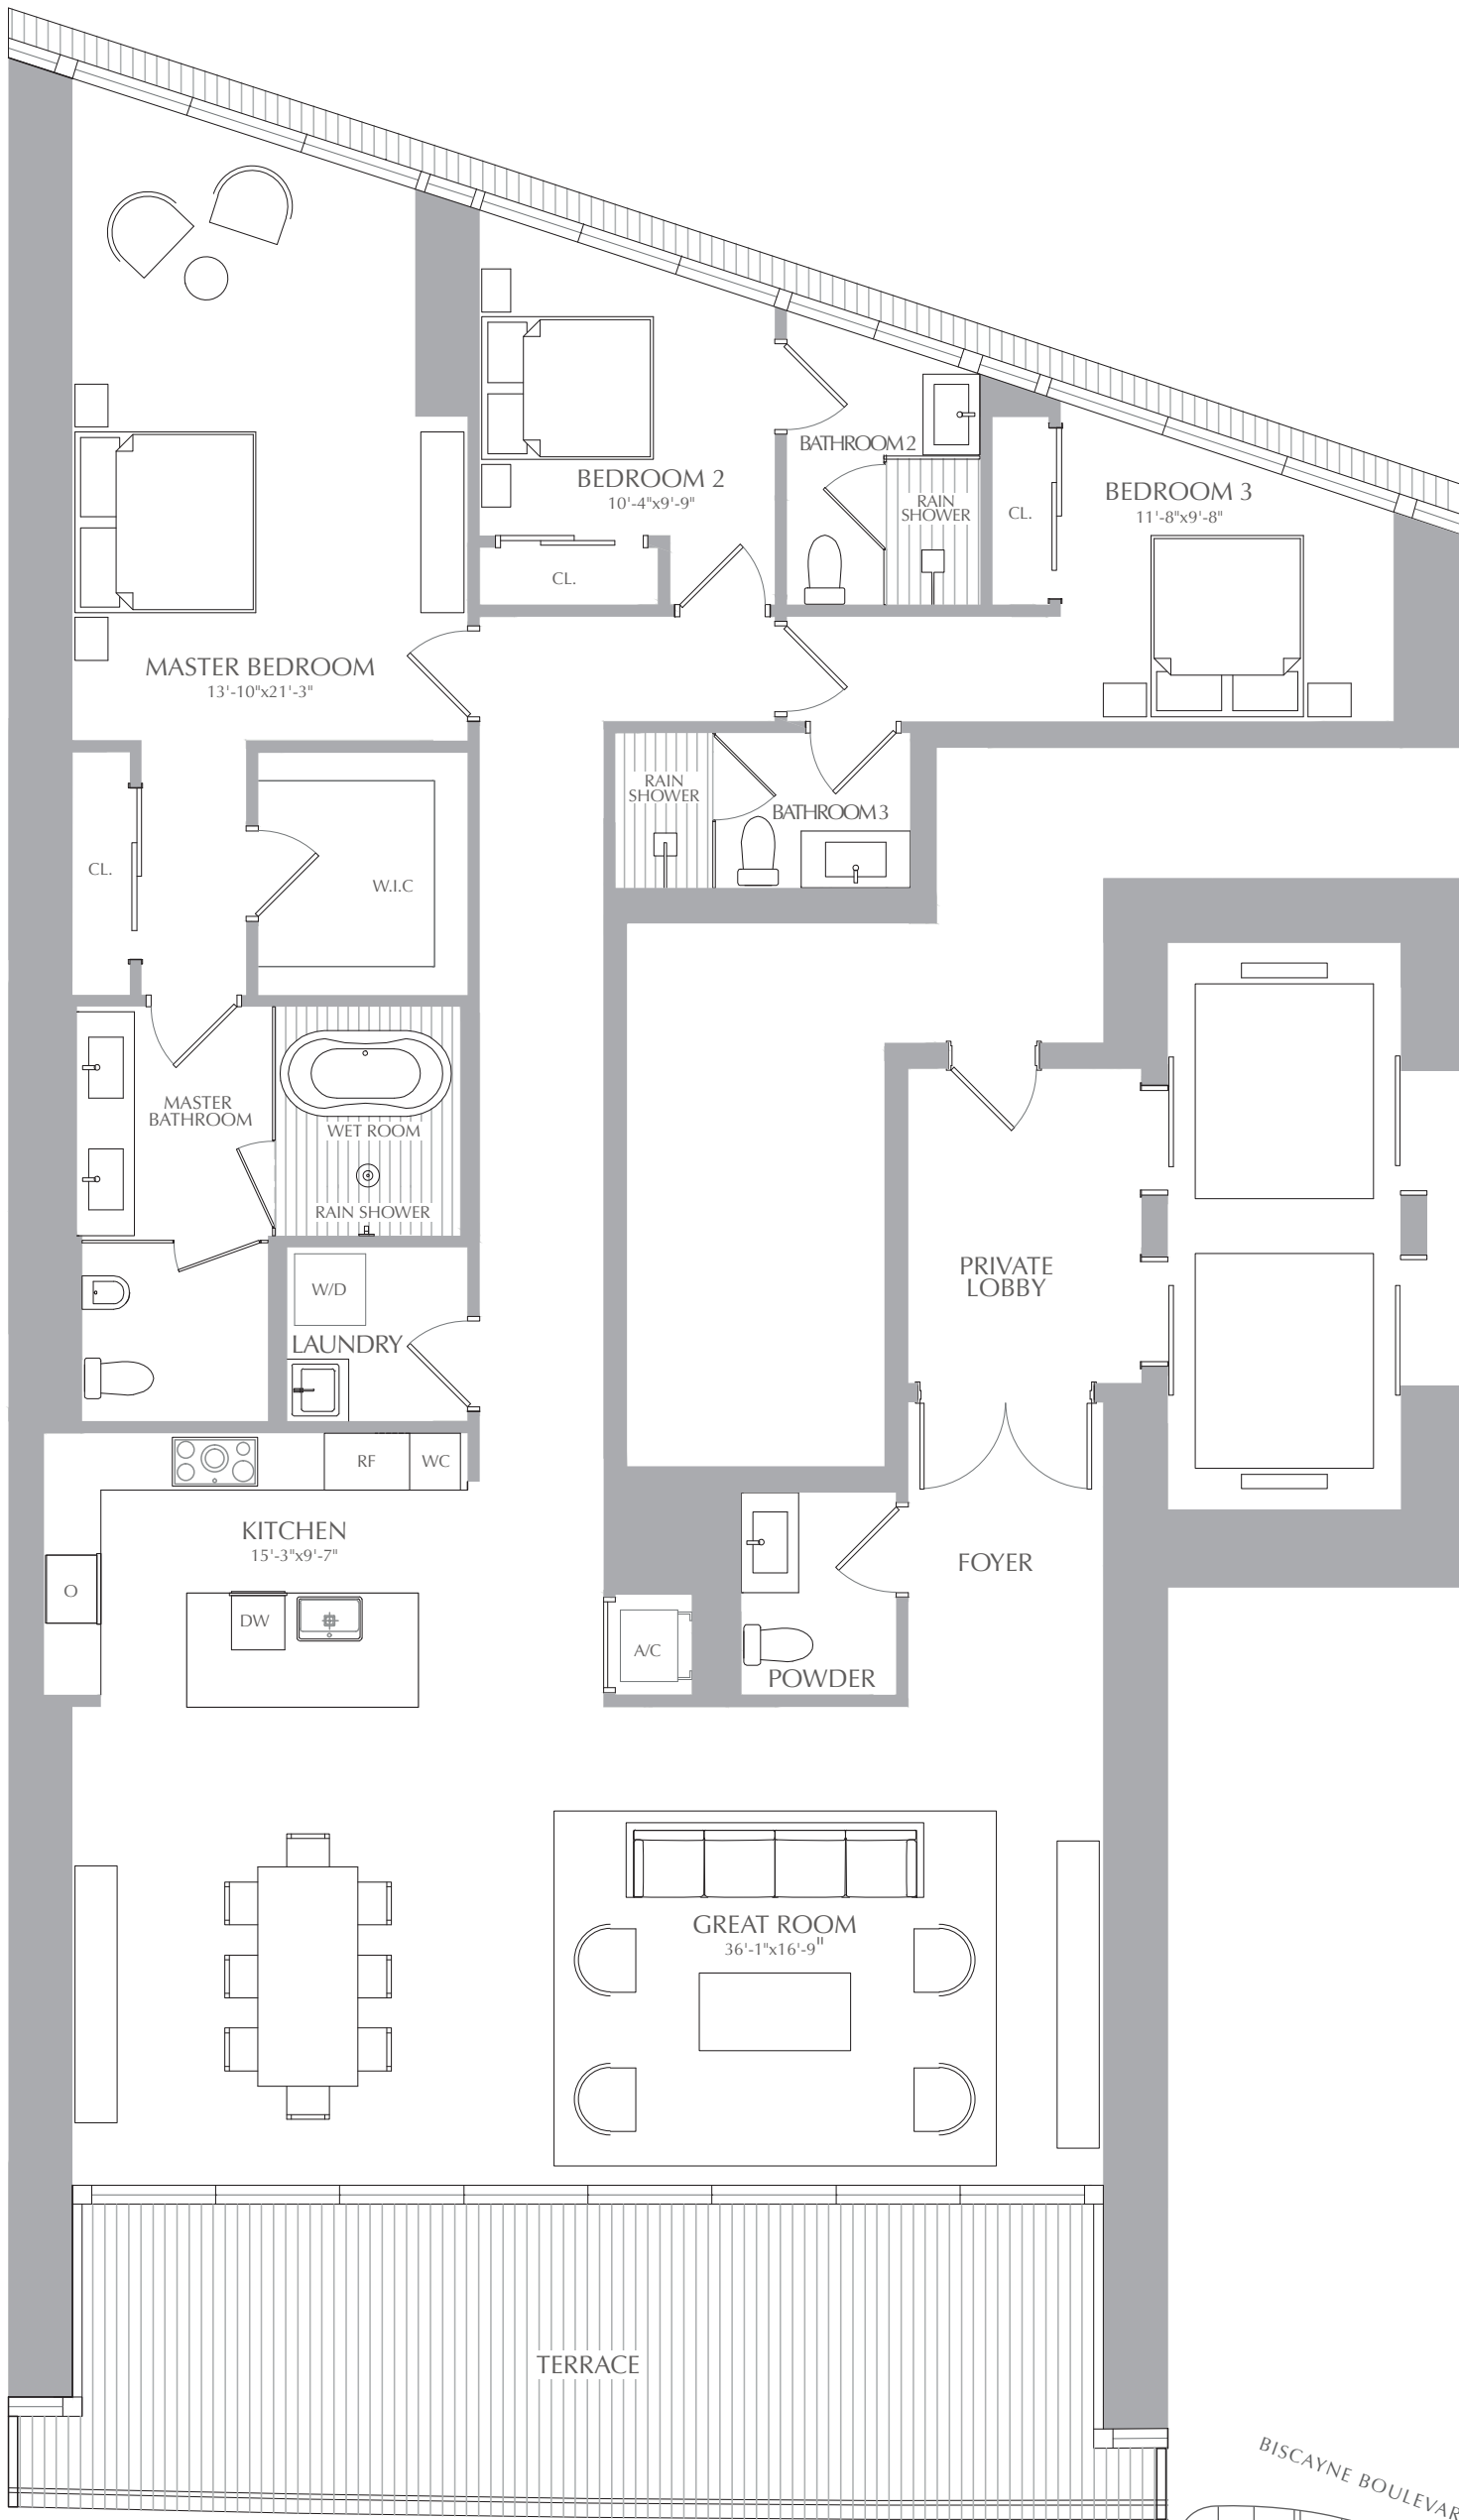 BEDROOM 2
10'-4"x9'-9"
CL.
BATHROOM 2
RAIN
SHOWER
CL.
BEDROOM 3
11'-8"x9'-8"
MASTER BEDROOM
13'-10"x21'-3"
RAIN
SHOWER
BATHROOM 3
CL.
W.I.C
MASTER
BATHROOM
WET ROOM
RAIN SHOWER
W/D
LAUNDRY
PRIVATE
LOBBY
RF
WC
KITCHEN
15'-3"x9'-7"
O
DW
A/C
POWDER
FOYER
GREAT ROOM
36'-1"x16'-9"
TERRACE
BISCAYNE BOULEVAR